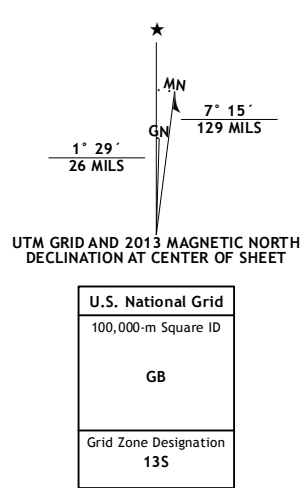 ★
MN
7° 15´
129 MILS
GN
1° 29´
26 MILS
UTM GRID AND 2013 MAGNETIC NORTH
DECLINATION AT CENTER OF SHEET
U.S. National Grid
100,000-m Square ID
GB
Grid Zone Designation
13S